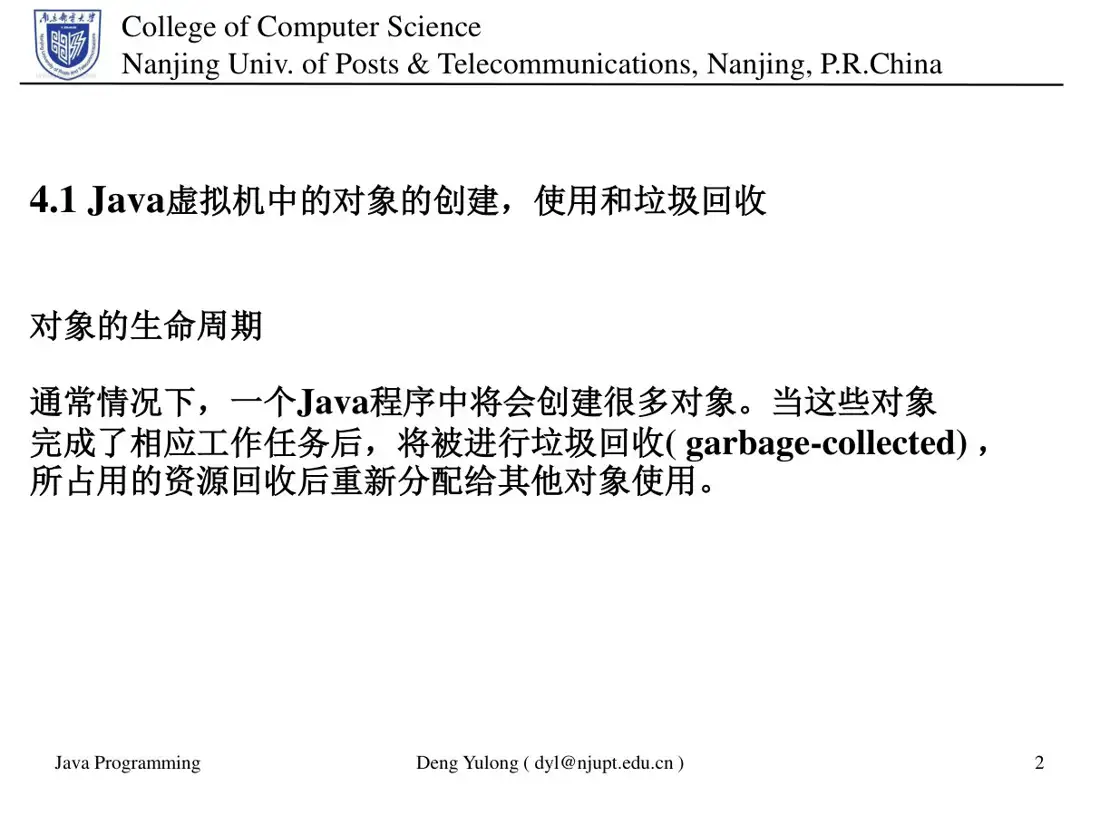 College of Computer Science
Nanjing Univ. of Posts & Telecommunications, Nanjing, P.R.China
4.1 Java虚拟机中的对象的创建，使用和垃圾回收
对象的生命周期
通常情况下，一个Java程序中将会创建很多对象。当这些对象
完成了相应工作任务后，将被进行垃圾回收( garbage-collected)，
所占用的资源回收后重新分配给其他对象使用。
Java Programming
Deng Yulong ( dyl@njupt.edu.cn )
2